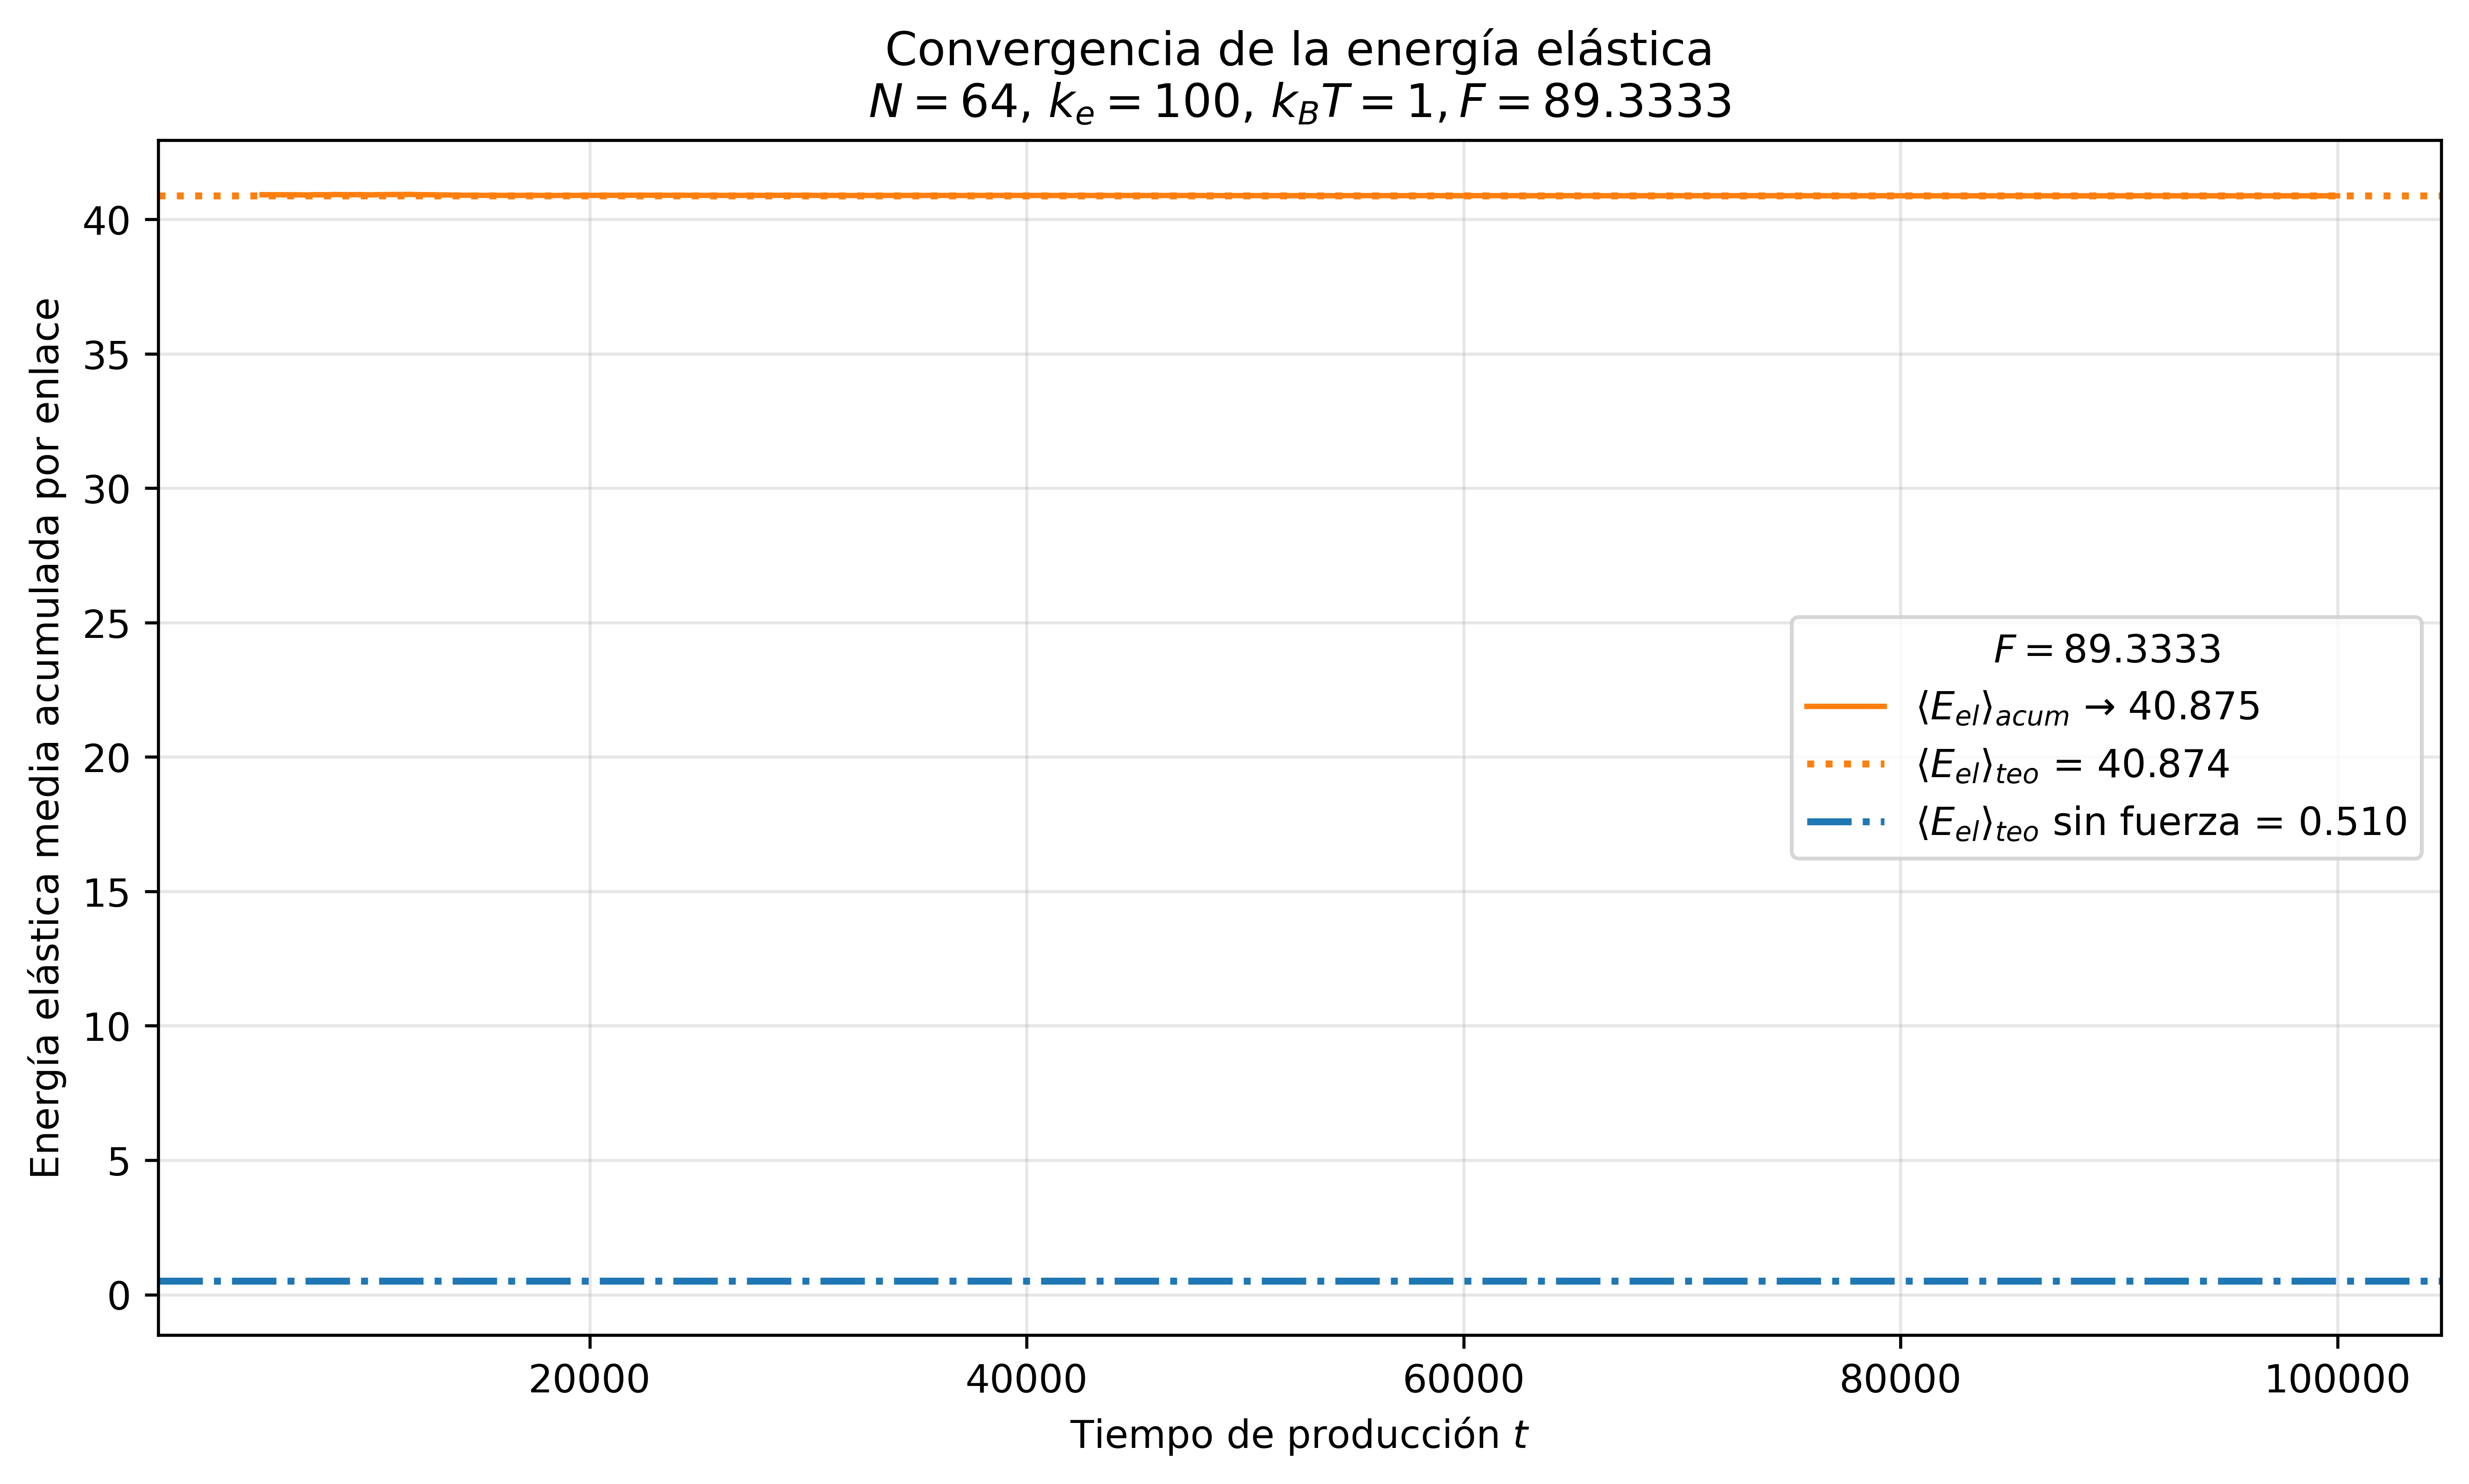 Convergencia de la energía elástica
N = 64, k_e = 100, k_BT = 1, F = 89.3333
Energía elástica media acumulada por enlace
40
35
30
25
20
15
10
5
0
F = 89.3333
⟨E_el⟩_acum → 40.875
⟨E_el⟩_teo = 40.874
⟨E_el⟩_teo sin fuerza = 0.510
20000 40000 60000 80000 100000
Tiempo de producción t